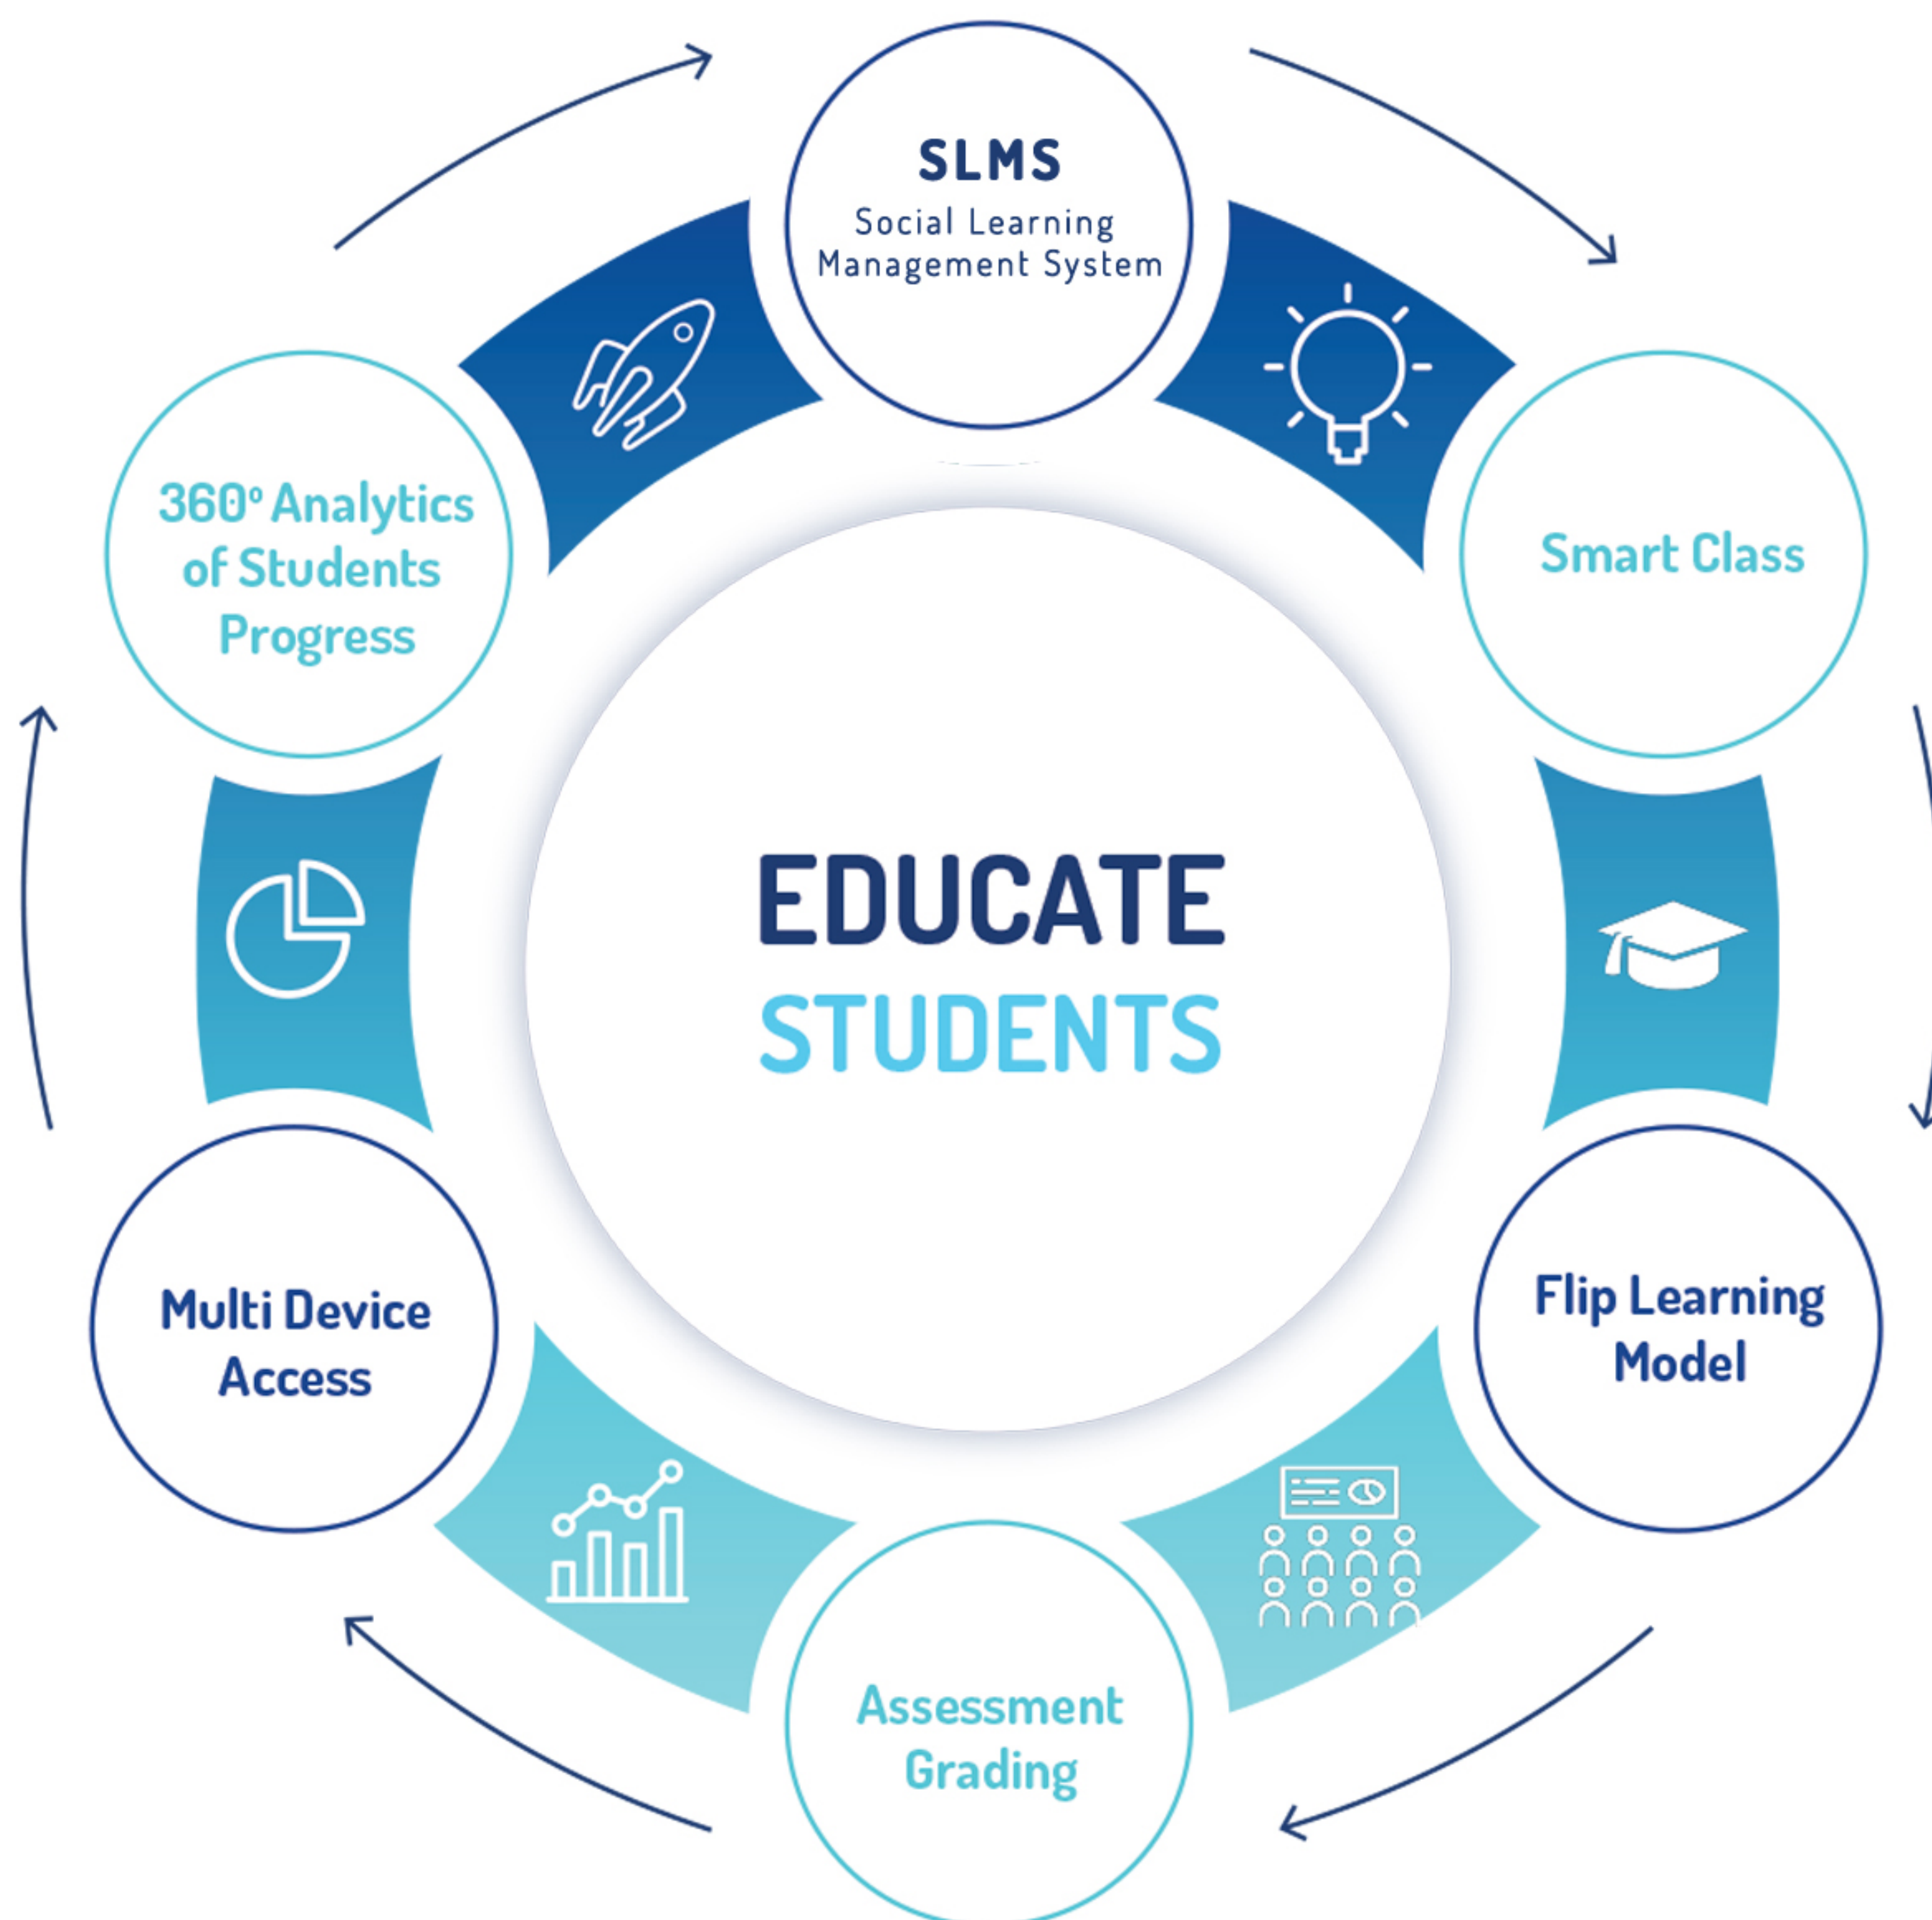 SLMS
Social Learning
Management System
Smart Class
Flip Learning
Model
Assessment
Grading
Multi Device
Access
360º Analytics
of Students
Progress
EDUCATE
STUDENTS